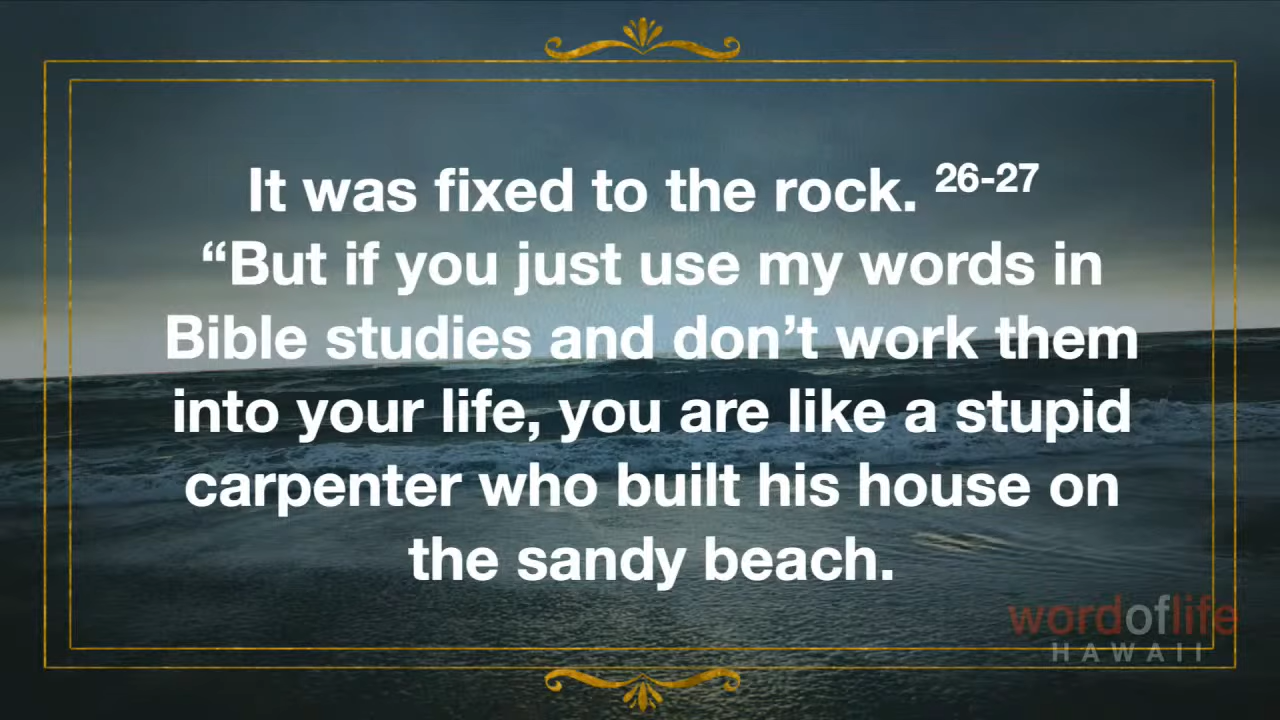 It was fixed to the rock. 26-27
“But if you just use my words in
Bible studies and don’t work them
into your life, you are like a stupid
carpenter who built his house on
the sandy beach.
wordoflife
HAWAII